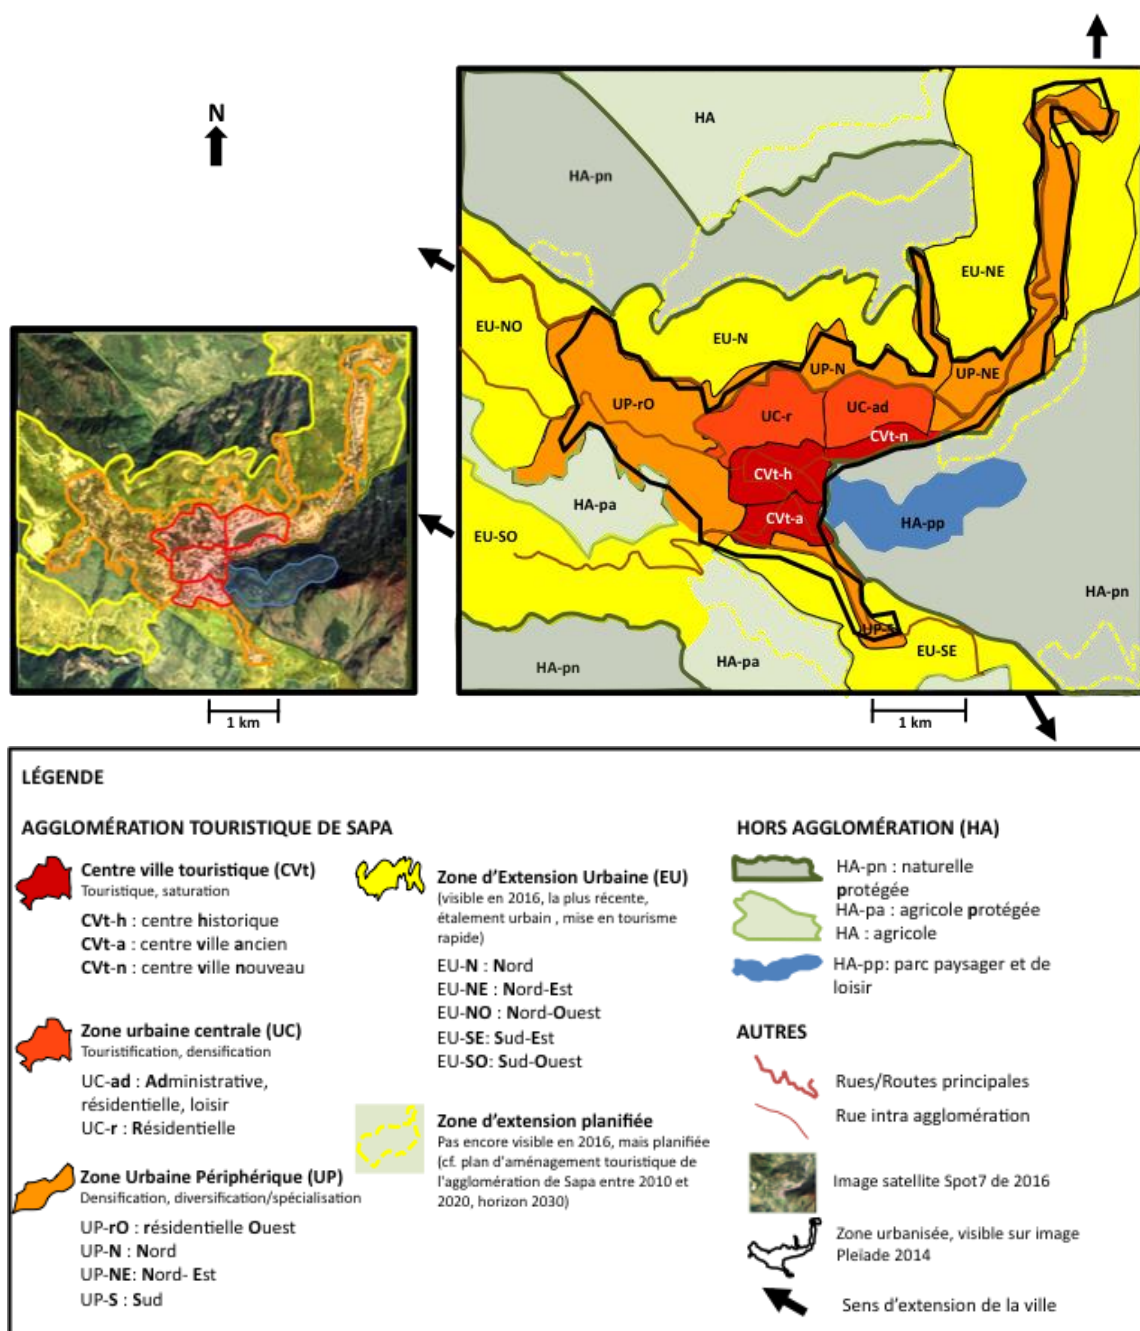 N
HA
HA-pn
EU-NE
EU-NO
EU-N
UP-N
UP-NE
UP-rO
UC-r
UC-ad
CVt-n
CVt-h
HA-pa
CVt-a
HA-pp
EU-SO
HA-pn
UP-S
EU-SE
HA-pa
HA-pn
1 km
1 km
LÉGENDE
AGGLOMÉRATION TOURISTIQUE DE SAPA
Centre ville touristique (CVt)
Touristique, saturation
CVt-h : centre historique
CVt-a : centre ville ancien
CVt-n : centre ville nouveau
Zone urbaine centrale (UC)
Touristification, densification
UC-ad : Administrative,
résidentielle, loisir
UC-r : Résidentielle
Zone Urbaine Périphérique (UP)
Densification, diversification/spécialisation
UP-rO : résidentielle Ouest
UP-N : Nord
UP-NE: Nord- Est
UP-S : Sud
Zone d'Extension Urbaine (EU)
(visible en 2016, la plus récente,
étalement urbain , mise en tourisme
rapide)
EU-N : Nord
EU-NE : Nord-Est
EU-NO : Nord-Ouest
EU-SE: Sud-Est
EU-SO: Sud-Ouest
Zone d'extension planifiée
Pas encore visible en 2016, mais planifiée
(cf. plan d'aménagement touristique de
l'agglomération de Sapa entre 2010 et
2020, horizon 2030)
HORS AGGLOMÉRATION (HA)
HA-pn : naturelle
protégée
HA-pa : agricole protégée
HA : agricole
HA-pp: parc paysager et de
loisir
AUTRES
Rues/Routes principales
Rue intra agglomération
Image satellite Spot7 de 2016
Zone urbanisée, visible sur image
Pleïade 2014
Sens d'extension de la ville